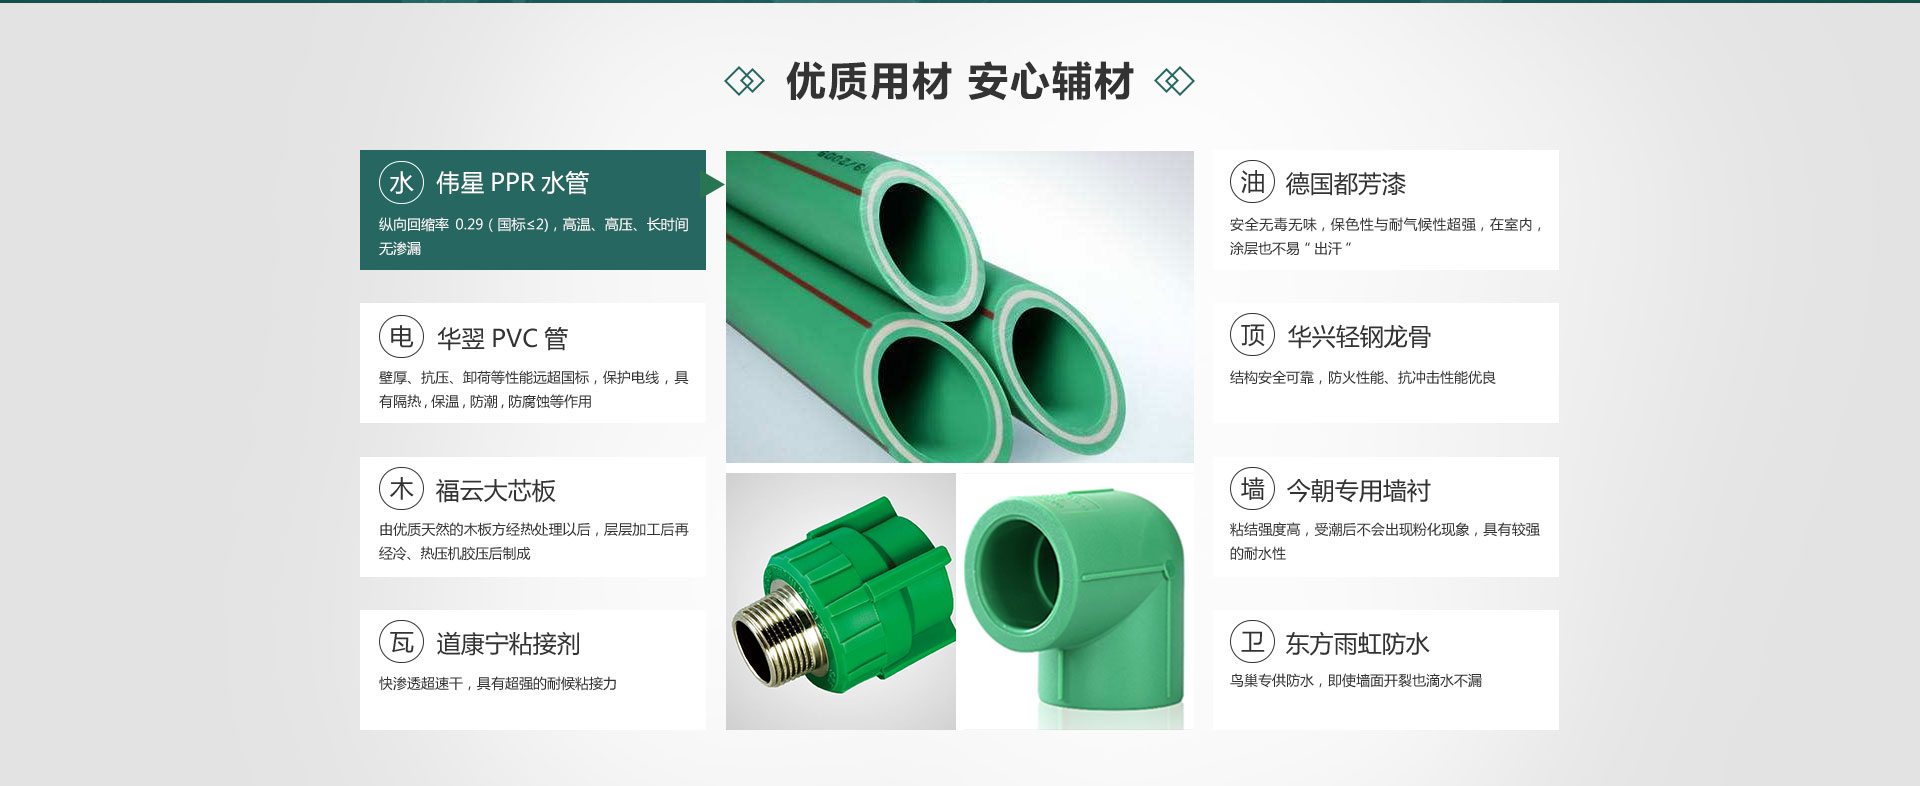 优质用材 安心辅材
水 伟星 PPR 水管
纵向回缩率 0.29 ( 国标≤2)，高温、高压、长时间
无渗漏
电 华翌 PVC 管
壁厚、抗压、卸荷等性能远超国标，保护电线，具
有隔热 , 保温 , 防潮 , 防腐蚀等作用
木 福云大芯板
由优质天然的木板方经热处理以后，层层加工后再
经冷、热压机胶压后制成
瓦 道康宁粘接剂
快渗透超速干，具有超强的耐候粘接力
油 德国都芳漆
安全无毒无味，保色性与耐气候性超强，在室内，
涂层也不易 “ 出汗 ”
顶 华兴轻钢龙骨
结构安全可靠，防火性能、抗冲击性能优良
墙 今朝专用墙衬
粘结强度高，受潮后不会出现粉化现象，具有较强
的耐水性
卫 东方雨虹防水
鸟巢专供防水，即使墙面开裂也滴水不漏